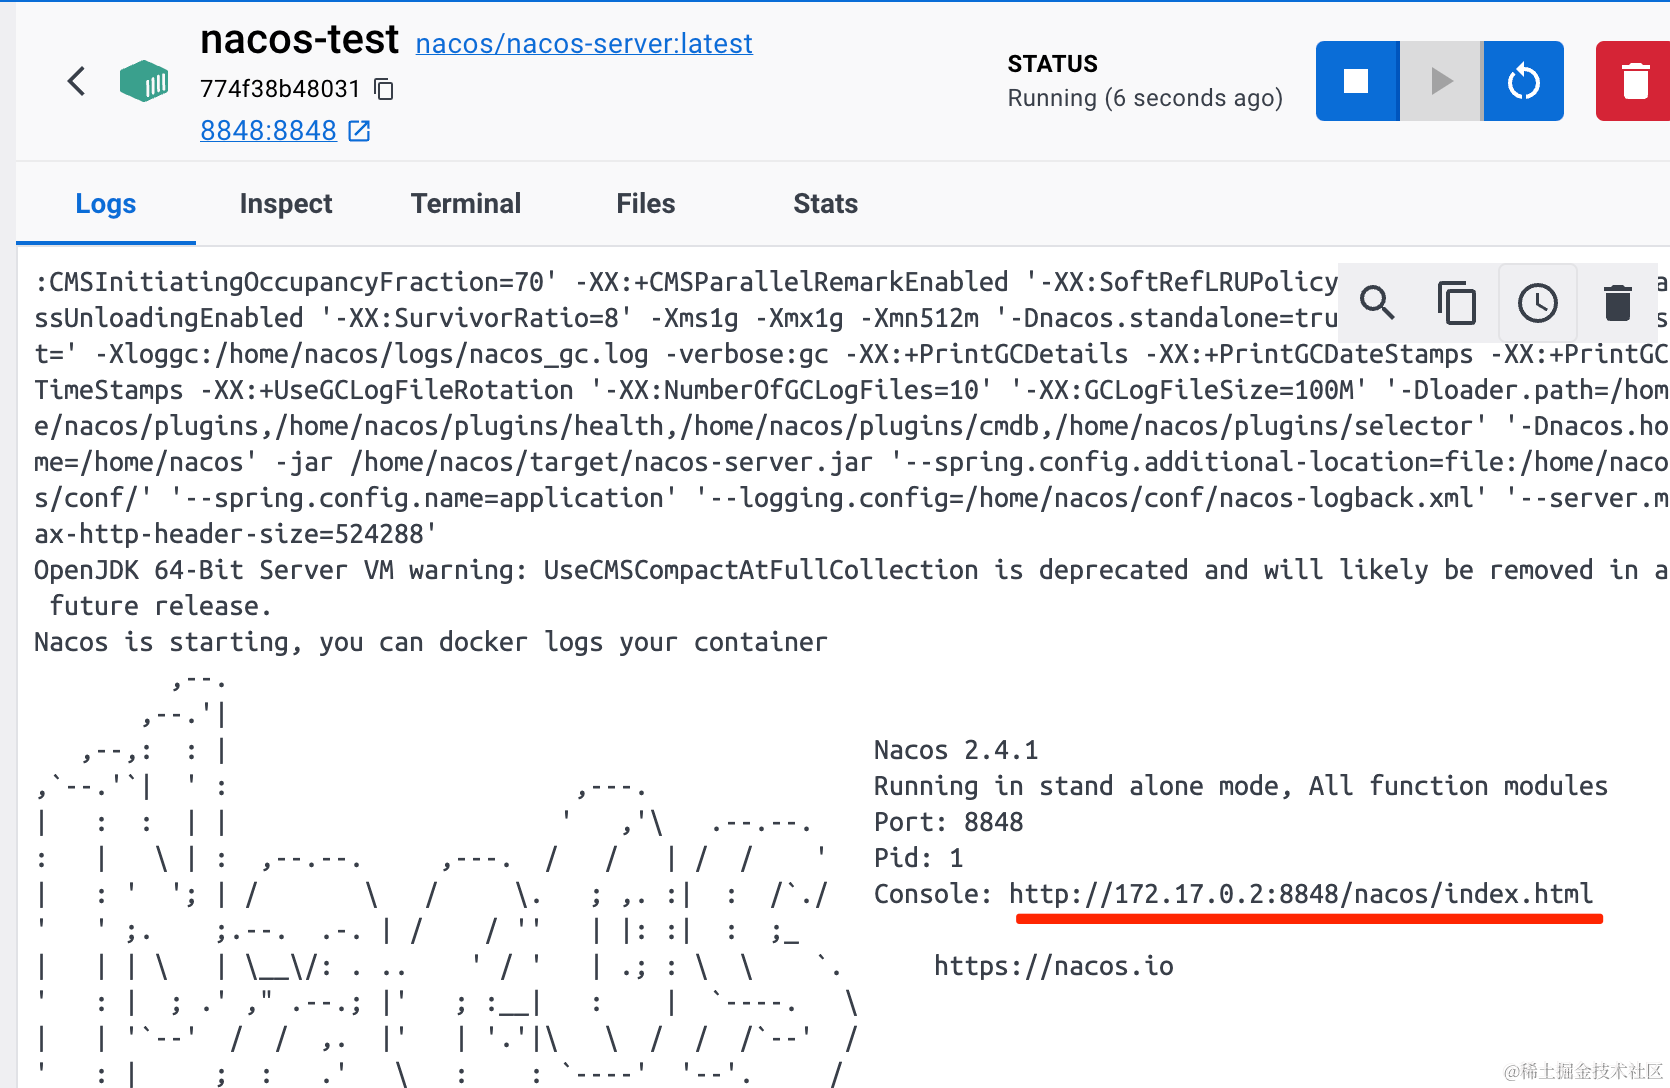 nacos-test nacos/nacos-server:latest
774f38b48031
8848:8848
STATUS
Running (6 seconds ago)
Logs Inspect Terminal Files Stats
:CMSInitiatingOccupancyFraction=70' -XX:+CMSParallelRemarkEnabled '-XX:SoftRefLRUPolicy a
ssUnloadingEnabled '-XX:SurvivorRatio=8' -Xms1g -Xmx1g -Xmn512m '-Dnacos.standalone=tru s
t=' -Xloggc:/home/nacos/logs/nacos_gc.log -verbose:gc -XX:+PrintGCDetails -XX:+PrintGCDateStamps -XX:+PrintGC
TimeStamps -XX:+UseGCLogFileRotation '-XX:NumberOfGCLogFiles=10' '-XX:GCLogFileSize=100M' '-Dloader.path=/hom
e/nacos/plugins,/home/nacos/plugins/health,/home/nacos/plugins/cmdb,/home/nacos/plugins/selector' '-Dnacos.ho
me=/home/nacos' -jar /home/nacos/target/nacos-server.jar '--spring.config.additional-location=file:/home/naco
s/conf/' '--spring.config.name=application' '--logging.config=/home/nacos/conf/nacos-logback.xml' '--server.m
ax-http-header-size=524288'
OpenJDK 64-Bit Server VM warning: UseCMSCompactAtFullCollection is deprecated and will likely be removed in a
future release.
Nacos is starting, you can docker logs your container
Nacos 2.4.1
Running in stand alone mode, All function modules
Port: 8848
Pid: 1
Console: http://172.17.0.2:8848/nacos/index.html
https://nacos.io
@稀土掘金技术社区